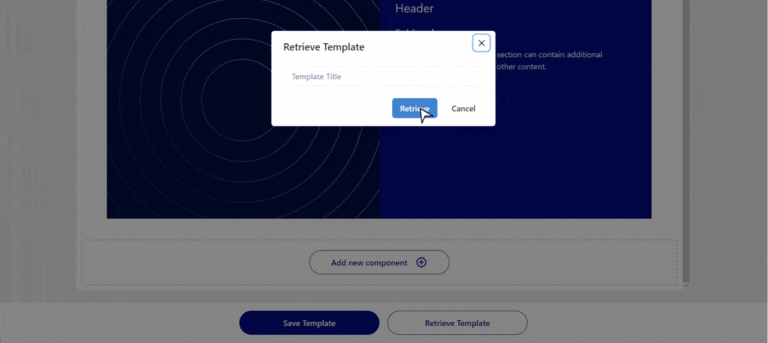 Header
Retrieve Template
section can contain additional
other content.
Template Title
Retrieve
Cancel
Add new component
Save Template
Retrieve Template